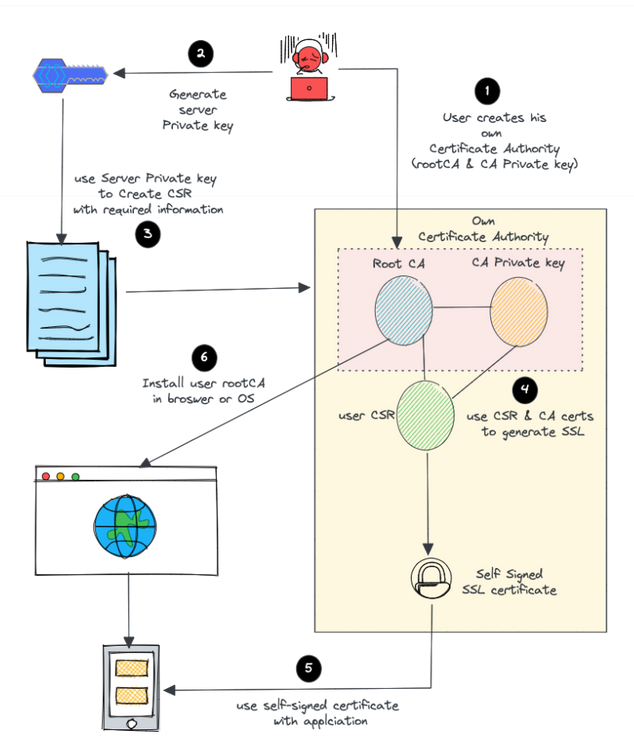 2
Generate
server
Private key
1
User creates his
own
Certificate Authority
(rootCA & CA Private key)
use Server Private key
to Create CSR
with required information
3
Own
Certificate Authority
Root CA
CA Private key
6
Install user rootCA
in broswer or OS
4
user CSR
use CSR & CA certs
to generate SSL
Self Signed
SSL certificate
5
use self-signed certificate
with applciation